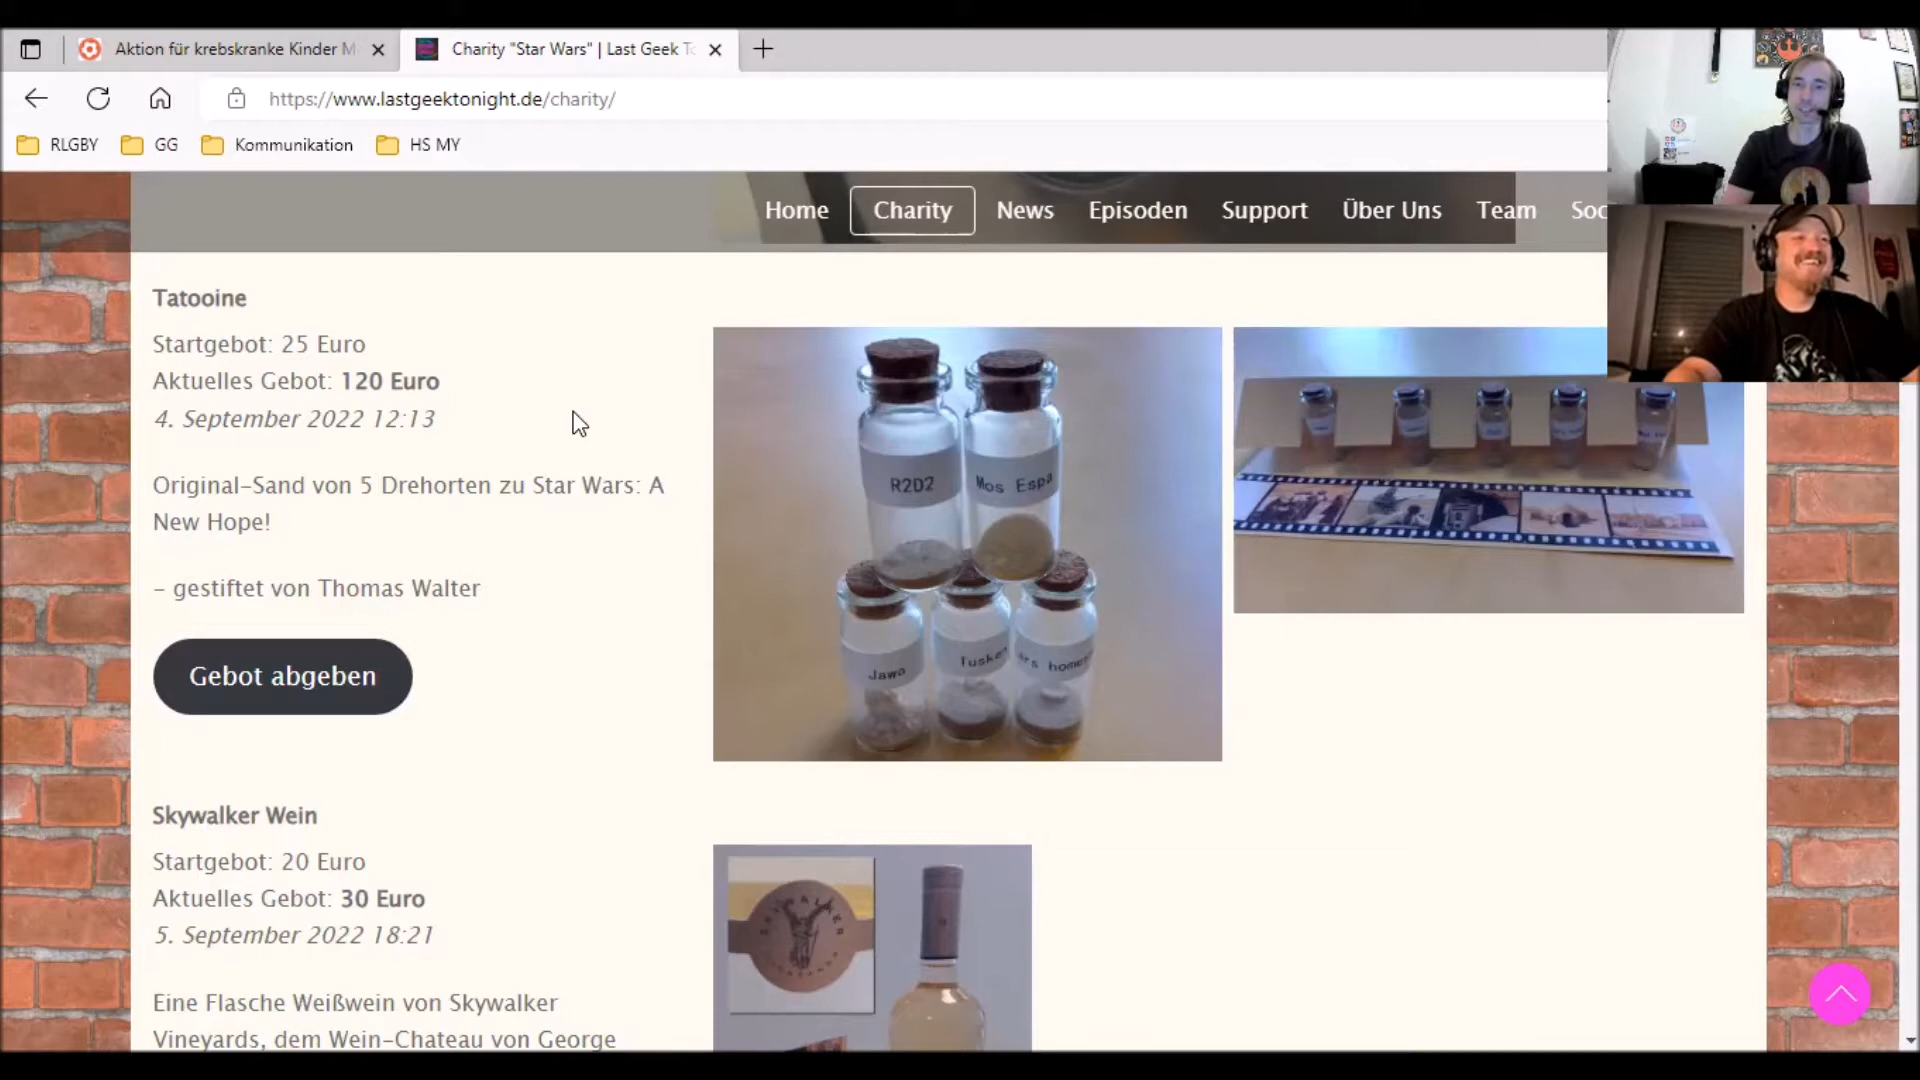 Aktion für krebskranke Kinder M
Charity "Star Wars" | Last Geek To
https://www.lastgeektonight.de/charity/
RLGBY
GG
Kommunikation
HS MY
Home
Charity
News
Episoden
Support
Über Uns
Team
Soc
Tatooine
Startgebot: 25 Euro
Aktuelles Gebot: 120 Euro
4. September 2022 12:13
Original-Sand von 5 Drehorten zu Star Wars: A
New Hope!
– gestiftet von Thomas Walter
Gebot abgeben
R2D2
Mos Espa
Jawa
Tusken
Skywalker Wein
Startgebot: 20 Euro
Aktuelles Gebot: 30 Euro
5. September 2022 18:21
Eine Flasche Weißwein von Skywalker
Vineyards, dem Wein-Chateau von George
SKYWALKER